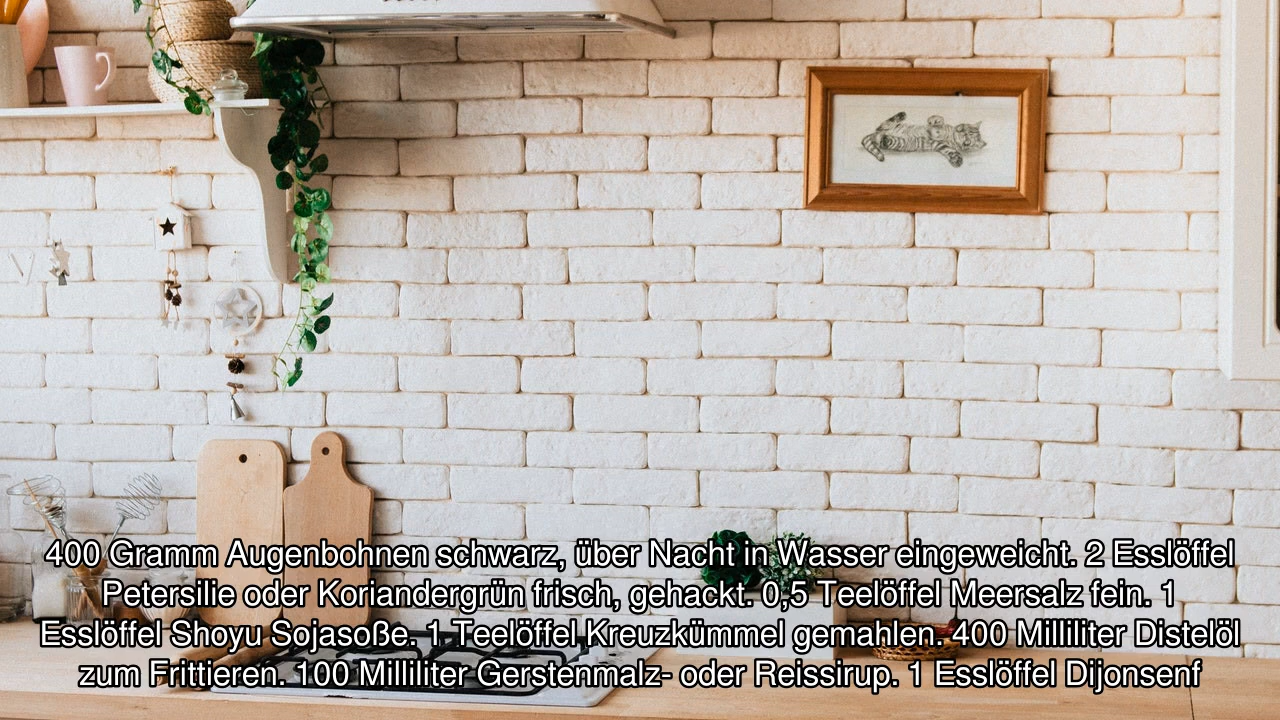 400 Gramm Augenbohnen schwarz, über Nacht in Wasser eingeweicht. 2 Esslöffel
Petersilie oder Koriandergrün frisch, gehackt. 0,5 Teelöffel Meersalz fein. 1
Esslöffel Shoyu Sojasoße. 1 Teelöffel Kreuzkümmel gemahlen. 400 Milliliter Distelöl
zum Frittieren. 100 Milliliter Gerstenmalz- oder Reissirup. 1 Esslöffel Dijonsenf